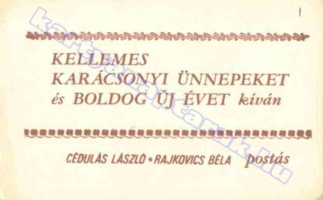 KELLEMES
KARÁCSONYI ÜNNEPEKET
és BOLDOG ÚJ ÉVET kíván
CÉDULÁS LÁSZLÓ • RAJKOVICS BÉLA postás